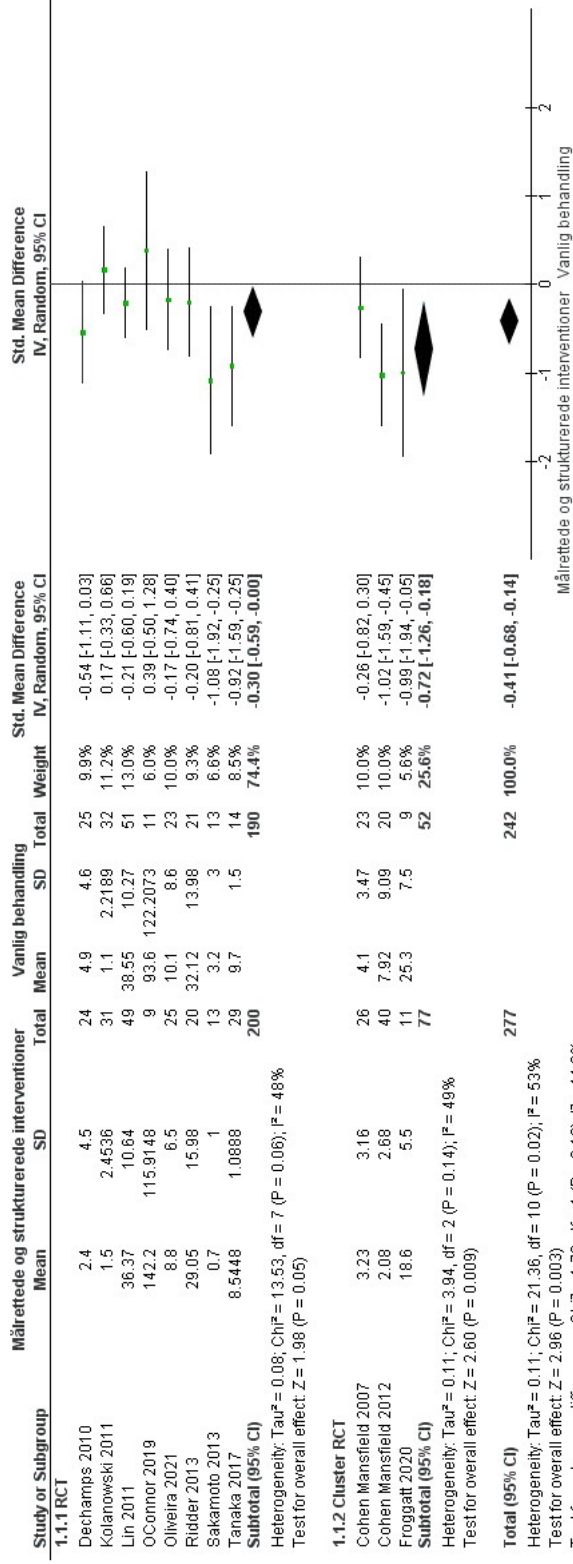 Målrettede og strukturerede interventioner Vanlig behandling Std. Mean Difference Std. Mean Difference
Study or Subgroup Mean SD Total Mean SD Total Weight IV, Random, 95% CI IV, Random, 95% CI
1.1.1 RCT
Dechamps 2010 2.4 4.5 24 4.9 4.6 25 9.9% -0.54 [-1.11, 0.03]
Kolanowski 2011 1.5 2.4536 31 1.1 2.2189 32 11.2% 0.17 [-0.33, 0.66]
Lin 2011 36.37 10.64 49 38.55 10.27 51 13.0% -0.21 [-0.60, 0.19]
OConnor 2019 142.2 115.9148 9 93.6 122.2073 11 6.0% 0.39 [-0.50, 1.28]
Oliveira 2021 8.8 6.5 25 10.1 8.6 23 10.0% -0.17 [-0.74, 0.40]
Ridder 2013 29.05 15.98 20 32.12 13.98 21 9.3% -0.20 [-0.81, 0.41]
Sakamoto 2013 0.7 1 13 3.2 3 13 6.6% -1.08 [-1.92, -0.25]
Tanaka 2017 8.5448 1.0888 29 9.7 1.5 14 8.5% -0.92 [-1.59, -0.25]
Subtotal (95% CI) 200 190 74.4% -0.30 [-0.59, -0.00]
Heterogeneity: Tau² = 0.08; Chi² = 13.53, df = 7 (P = 0.06); I² = 48%
Test for overall effect: Z = 1.98 (P = 0.05)
1.1.2 Cluster RCT
Cohen Mansfield 2007 3.23 3.16 26 4.1 3.47 23 10.0% -0.26 [-0.82, 0.30]
Cohen Mansfield 2012 2.08 2.68 40 7.92 9.09 20 10.0% -1.02 [-1.59, -0.45]
Froggatt 2020 18.6 5.5 11 25.3 7.5 9 5.6% -0.99 [-1.94, -0.05]
Subtotal (95% CI) 77 52 25.6% -0.72 [-1.26, -0.18]
Heterogeneity: Tau² = 0.11; Chi² = 3.94, df = 2 (P = 0.14); I² = 49%
Test for overall effect: Z = 2.60 (P = 0.009)
Total (95% CI) 277 242 100.0% -0.41 [-0.68, -0.14]
Heterogeneity: Tau² = 0.11; Chi² = 21.36, df = 10 (P = 0.02); I² = 53%
Test for overall effect: Z = 2.96 (P = 0.003)
-2 -1 0 1 2
Målrettede og strukturerede interventioner Vanlig behandling